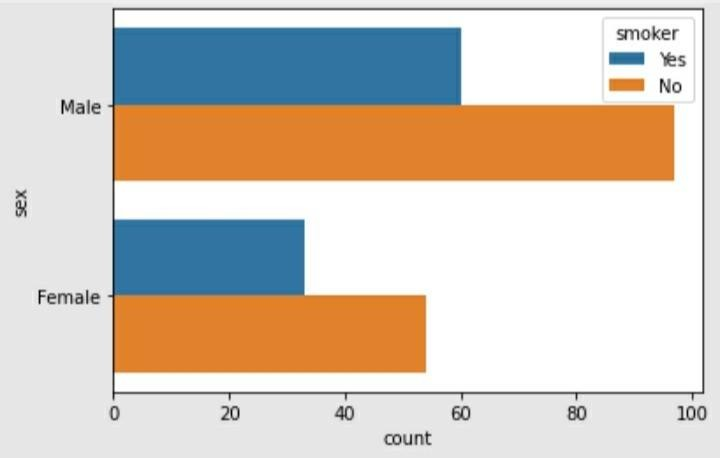 smoker
Yes
No
Male
sex
Female
0 20 40 60 80 100
count